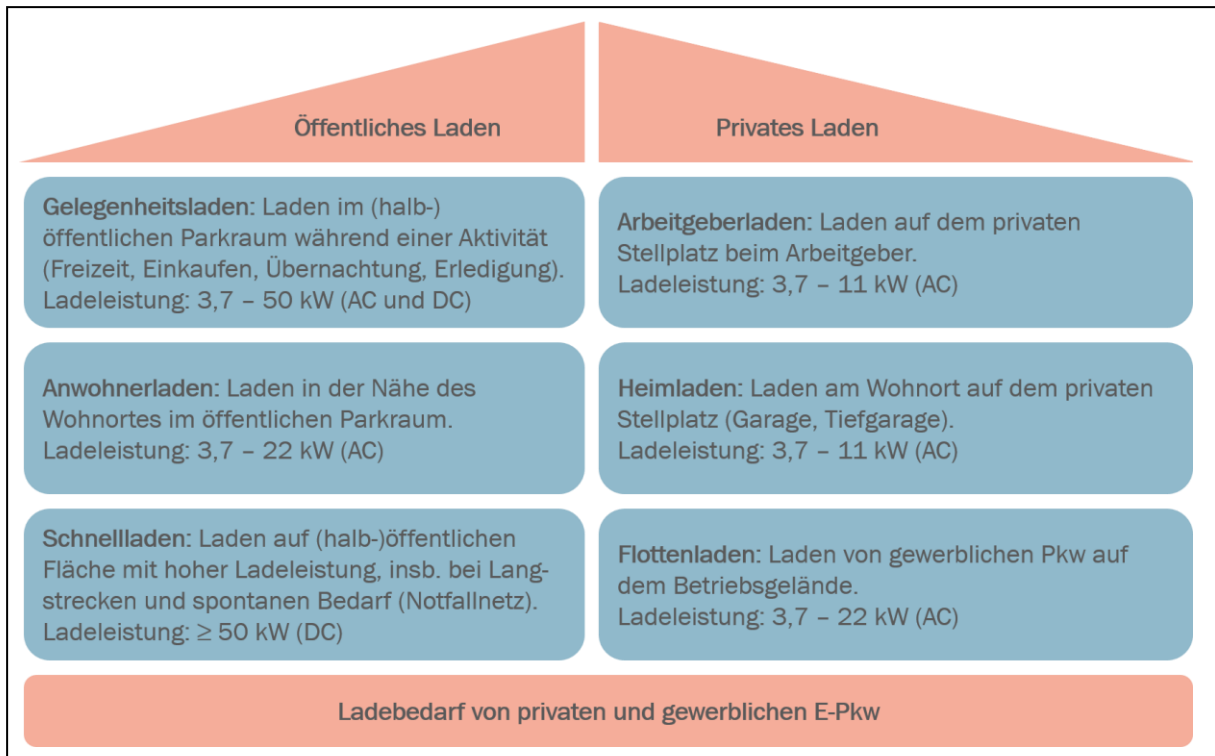 Öffentliches Laden
Privates Laden
Gelegenheitsladen: Laden im (halb-)
öffentlichen Parkraum während einer Aktivität
(Freizeit, Einkaufen, Übernachtung, Erledigung).
Ladeleistung: 3,7 – 50 kW (AC und DC)
Arbeitgeberladen: Laden auf dem privaten
Stellplatz beim Arbeitgeber.
Ladeleistung: 3,7 – 11 kW (AC)
Anwohnerladen: Laden in der Nähe des
Wohnortes im öffentlichen Parkraum.
Ladeleistung: 3,7 – 22 kW (AC)
Heimladen: Laden am Wohnort auf dem privaten
Stellplatz (Garage, Tiefgarage).
Ladeleistung: 3,7 – 11 kW (AC)
Schnellladen: Laden auf (halb-)öffentlichen
Fläche mit hoher Ladeleistung, insb. bei Lang-
strecken und spontanen Bedarf (Notfallnetz).
Ladeleistung: ≥ 50 kW (DC)
Flottenladen: Laden von gewerblichen Pkw auf
dem Betriebsgelände.
Ladeleistung: 3,7 – 22 kW (AC)
Ladebedarf von privaten und gewerblichen E-Pkw